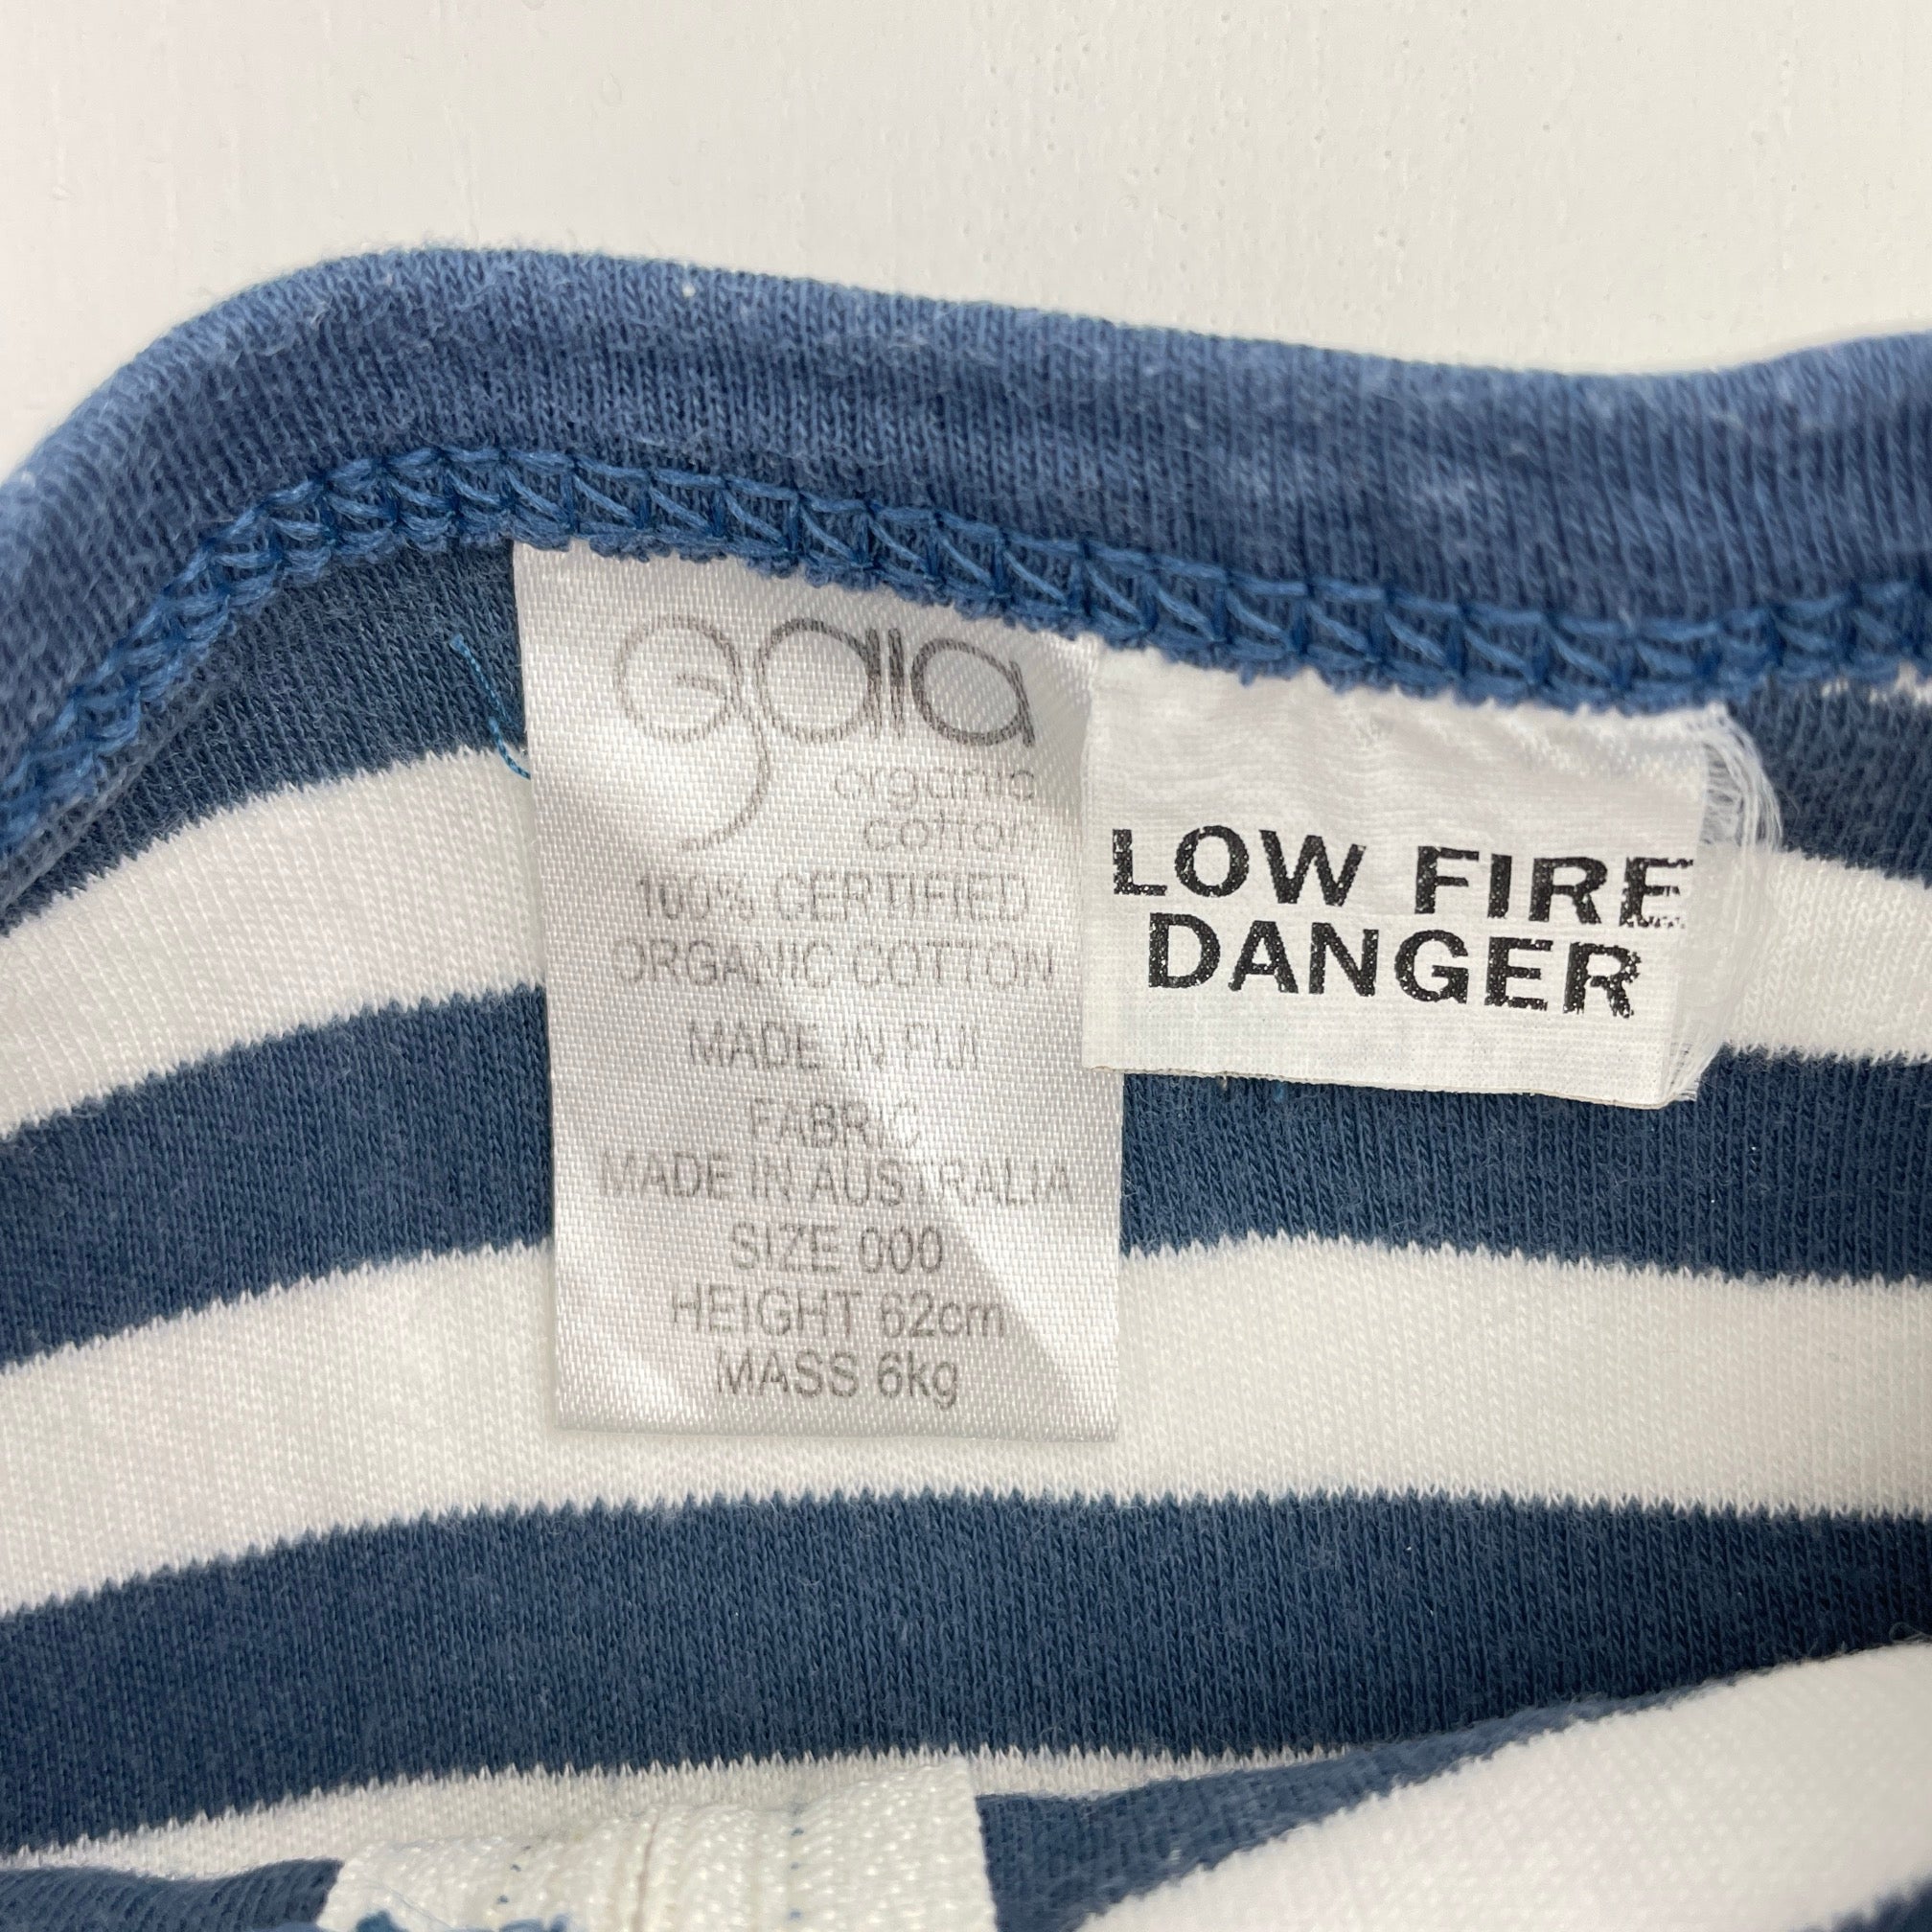 gaia
organic
cotton
100% CERTIFIED
ORGANIC COTTON
MADE IN FIJI
FABRIC
MADE IN AUSTRALIA
SIZE 000
HEIGHT 62cm
MASS 6kg
LOW FIRE
DANGER